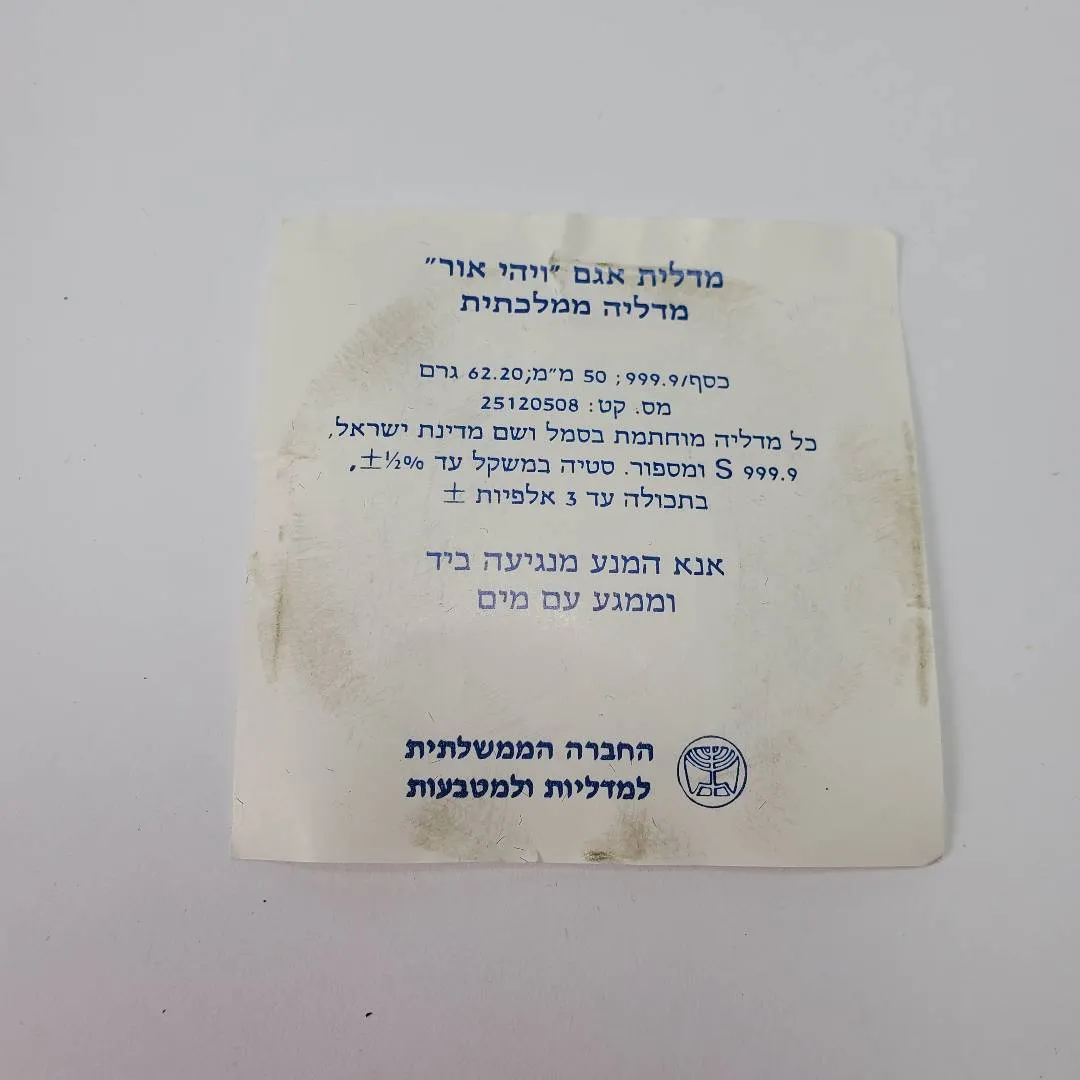 מדלית אגם "ויהי אור"
מדליה ממלכתית
כסף/999.9; 50 מ"מ;62.20 גרם
מס. קט: 25120508
כל מדליה מוחתמת בסמל ושם מדינת ישראל,
999.9 S ומספור. סטיה במשקל עד ½%±,
בתכולה עד 3 אלפיות ±
אנא המנע מנגיעה ביד
וממגע עם מים
החברה הממשלתית
למדליות ולמטבעות